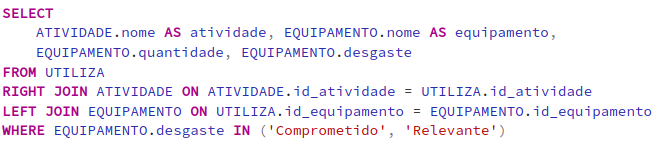 SELECT
ATIVIDADE.nome AS atividade, EQUIPAMENTO.nome AS equipamento,
EQUIPAMENTO.quantidade, EQUIPAMENTO.desgaste
FROM UTILIZA
RIGHT JOIN ATIVIDADE ON ATIVIDADE.id_atividade = UTILIZA.id_atividade
LEFT JOIN EQUIPAMENTO ON UTILIZA.id_equipamento = EQUIPAMENTO.id_equipamento
WHERE EQUIPAMENTO.desgaste IN ('Comprometido', 'Relevante')